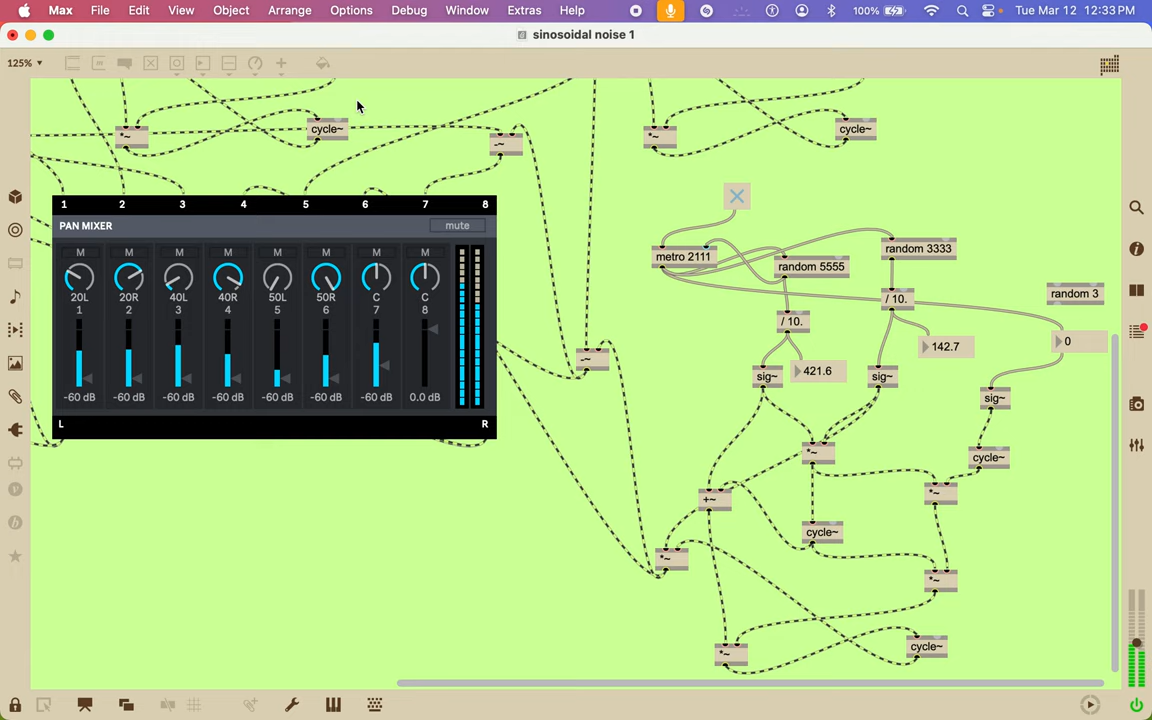 Max File Edit View Object Arrange Options Debug Window Extras Help 100% Tue Mar 12 12:33 PM
sinosoidal noise 1
125%
*~ cycle~ -~ *~ cycle~
1 2 3 4 5 6 7 8
PAN MIXER mute
M M M M M M M M
20L 20R 40L 40R 50L 50R C C
1 2 3 4 5 6 7 8
-60 dB -60 dB -60 dB -60 dB -60 dB -60 dB -60 dB 0.0 dB
L R
metro 2111 random 3333
random 5555
random 3
/ 10.
/ 10.
0
142.7
-~
421.6
sig~ sig~
sig~
*~ cycle~
*~
+~
cycle~
*~
*~
*~ cycle~